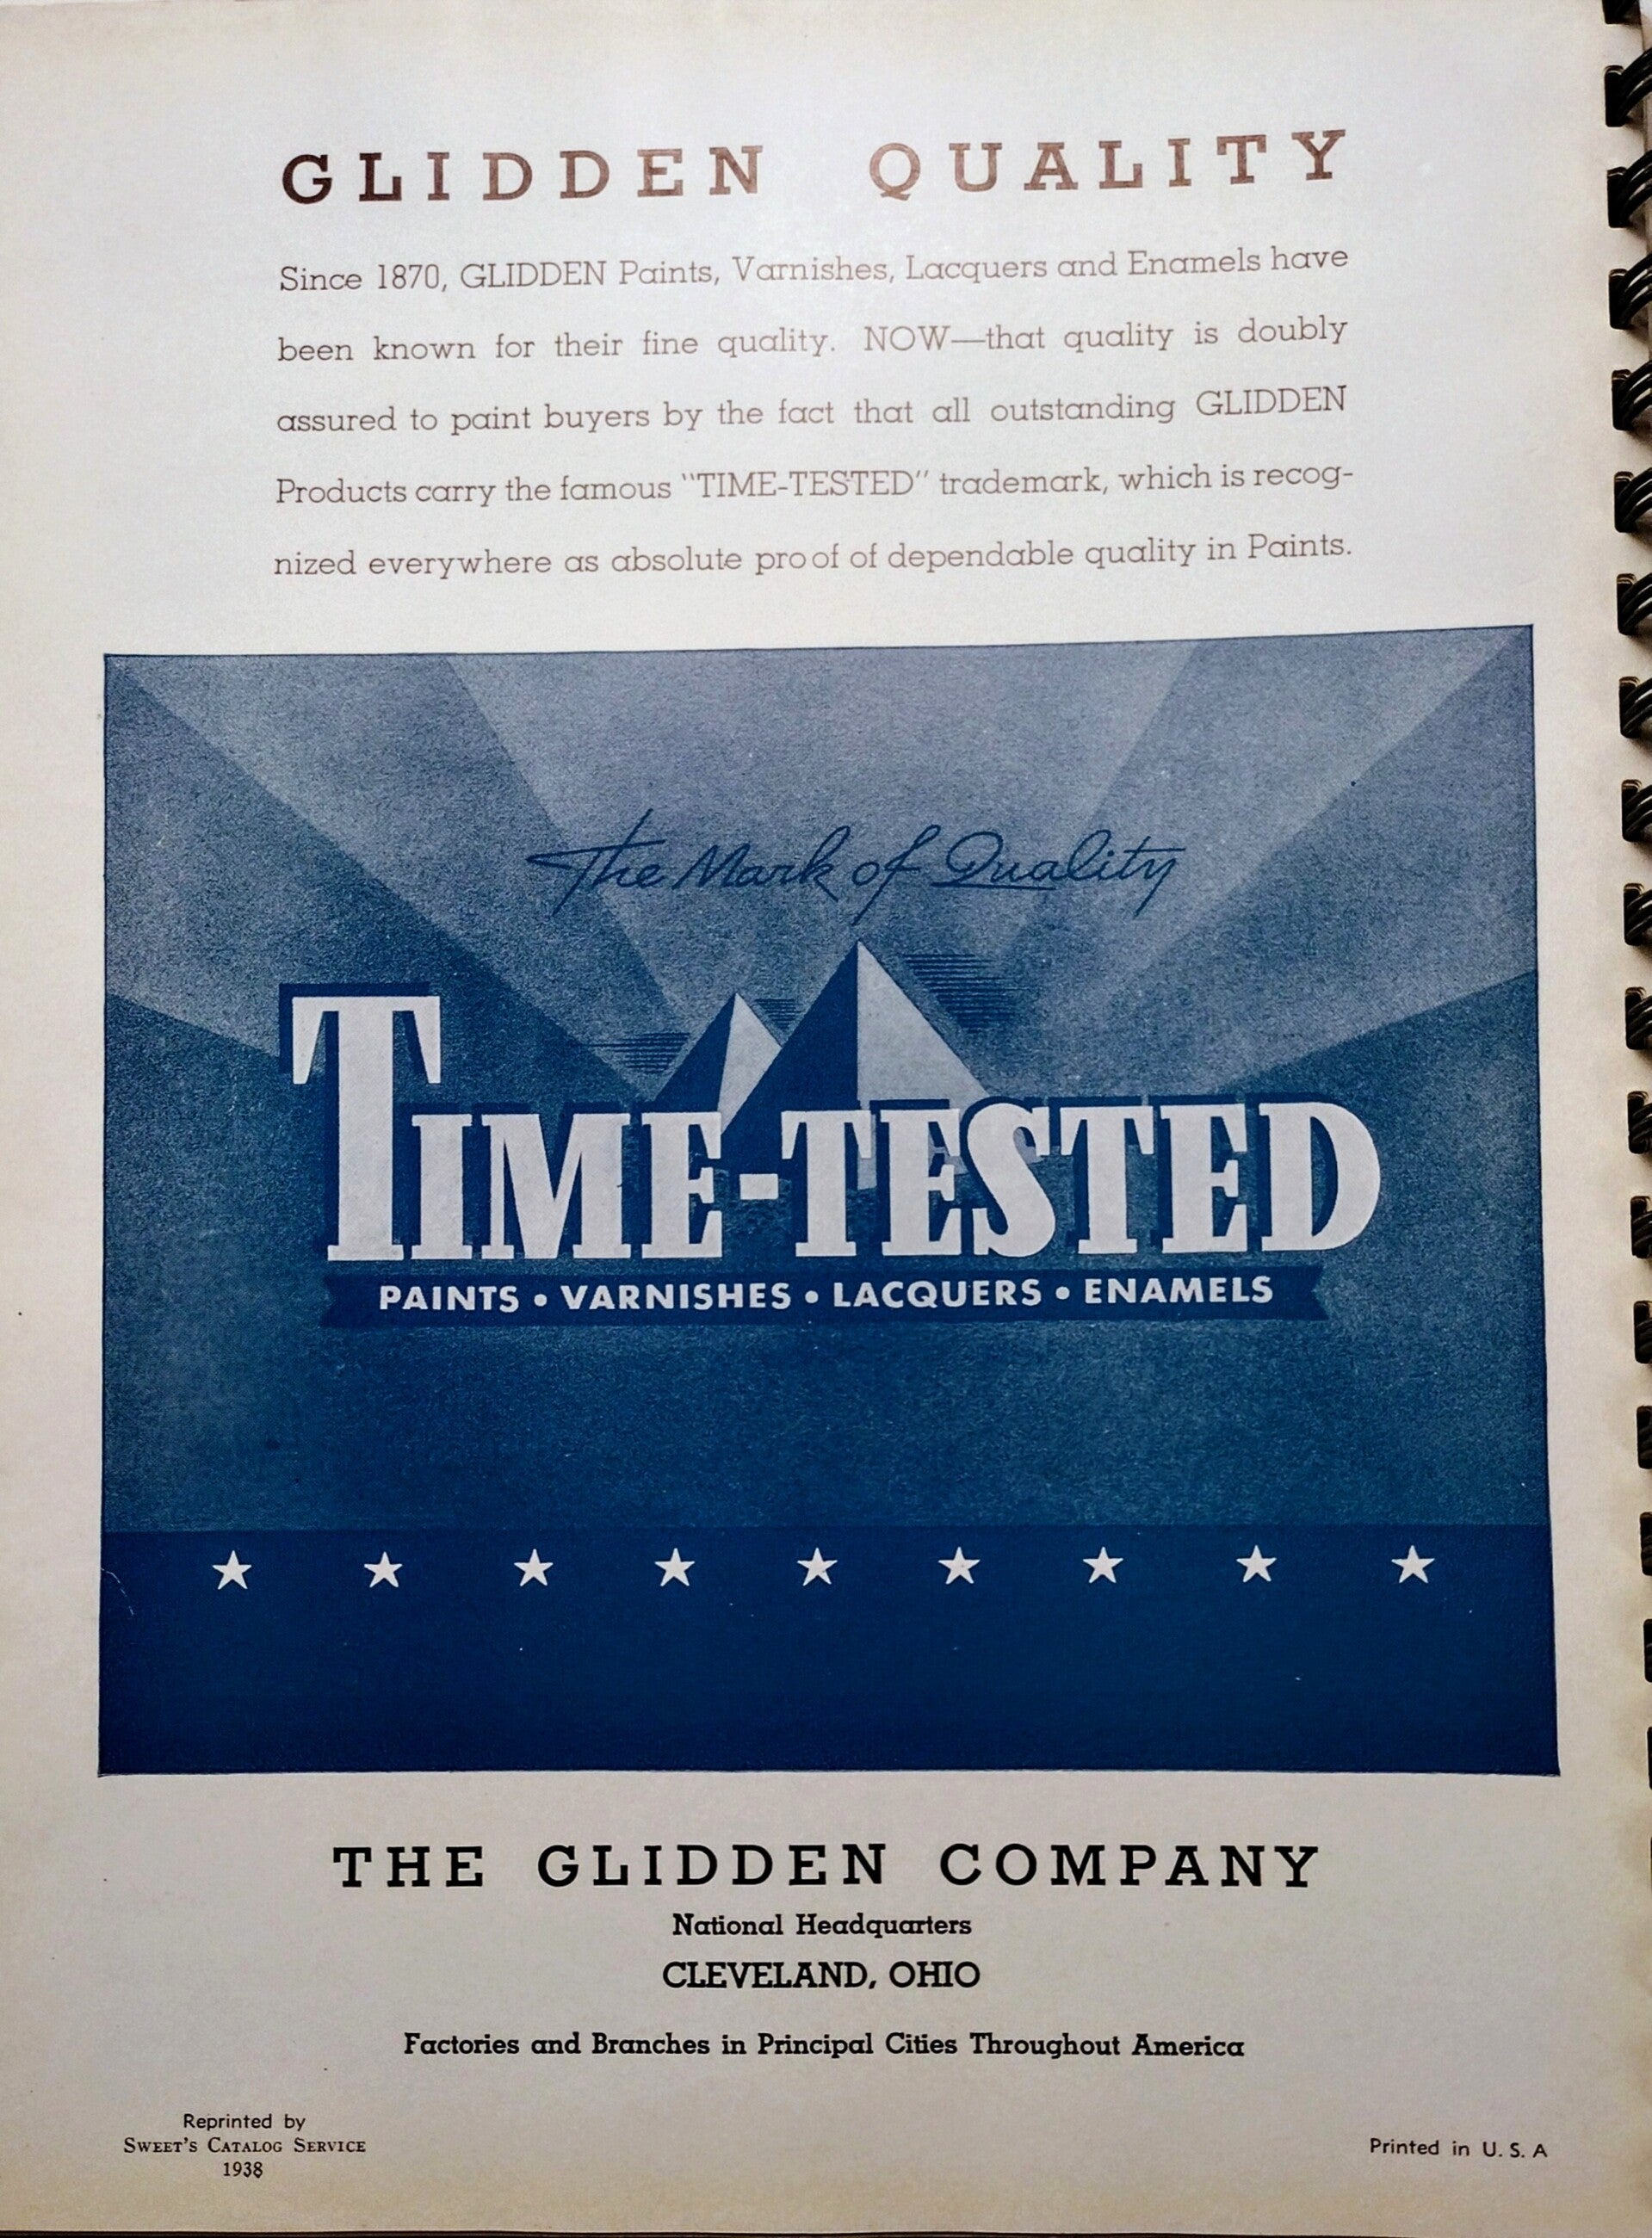 GLIDDEN QUALITY
Since 1870, GLIDDEN Paints, Varnishes, Lacquers and Enamels have
been known for their fine quality. NOW—that quality is doubly
assured to paint buyers by the fact that all outstanding GLIDDEN
Products carry the famous "TIME-TESTED" trademark, which is recog-
nized everywhere as absolute proof of dependable quality in Paints.
The Mark of Quality
TIME-TESTED
PAINTS • VARNISHES • LACQUERS • ENAMELS
THE GLIDDEN COMPANY
National Headquarters
CLEVELAND, OHIO
Factories and Branches in Principal Cities Throughout America
Reprinted by
SWEET'S CATALOG SERVICE
1938
Printed in U. S. A